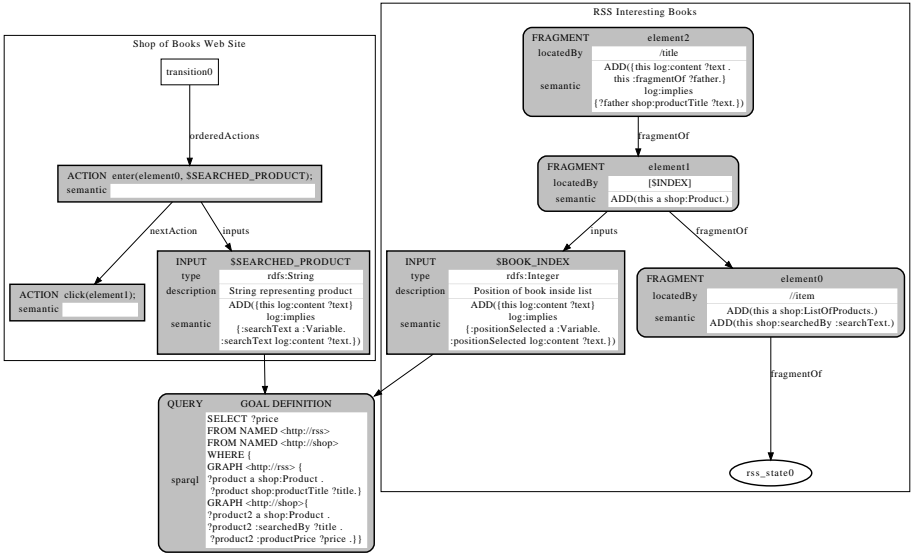 RSS Interesting Books
FRAGMENT element2
locatedBy /title
semantic
ADD({this log:content ?text .
this :fragmentOf ?father.}
log:implies
{?father shop:productTitle ?text.})
fragmentOf
FRAGMENT element1
locatedBy [$INDEX]
semantic ADD(this a shop:Product.)
inputs
fragmentOf
INPUT $BOOK_INDEX
type rdfs:Integer
description Position of book inside list
semantic
ADD({this log:content ?text}
log:implies
{:positionSelected a :Variable.
:positionSelected log:content ?text.})
FRAGMENT element0
locatedBy //item
semantic
ADD(this a shop:ListOfProducts.)
ADD(this shop:searchedBy :searchText.)
fragmentOf
rss_state0
Shop of Books Web Site
transition0
orderedActions
ACTION enter(element0, $SEARCHED_PRODUCT);
semantic
nextAction
inputs
ACTION click(element1);
semantic
INPUT $SEARCHED_PRODUCT
type rdfs:String
description String representing product
semantic
ADD({this log:content ?text}
log:implies
{:searchText a :Variable.
:searchText log:content ?text.})
QUERY GOAL DEFINITION
sparql
SELECT ?price
FROM NAMED <http://rss>
FROM NAMED <http://shop>
WHERE {
GRAPH <http://rss> {
?product a shop:Product .
?product shop:productTitle ?title.}
GRAPH <http://shop>{
?product2 a shop:Product .
?product2 :searchedBy ?title .
?product2 :productPrice ?price .}}